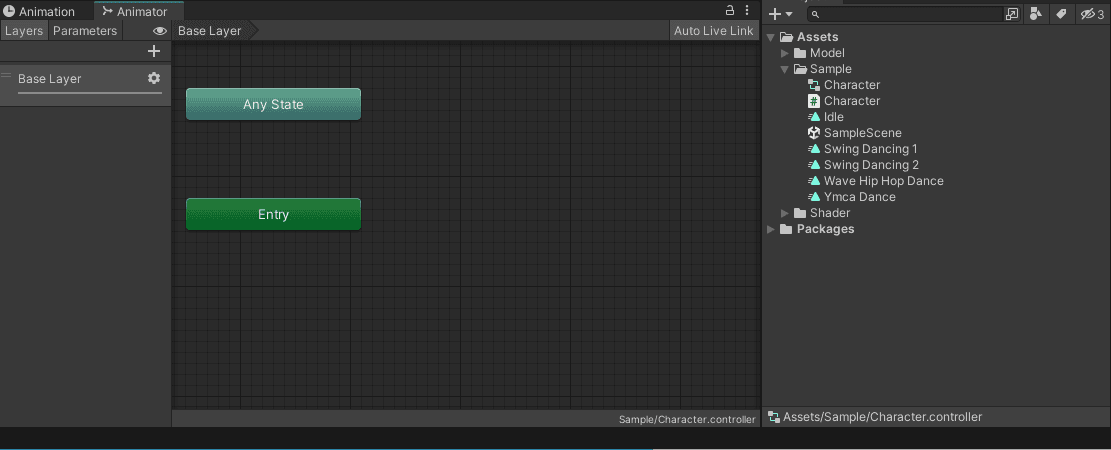 Animation
Animator
Layers
Parameters
Base Layer
Auto Live Link
Base Layer
Any State
Entry
Sample/Character.controller
3
Assets
Model
Sample
Character
#
Character
Idle
SampleScene
Swing Dancing 1
Swing Dancing 2
Wave Hip Hop Dance
Ymca Dance
Shader
Packages
Assets/Sample/Character.controller